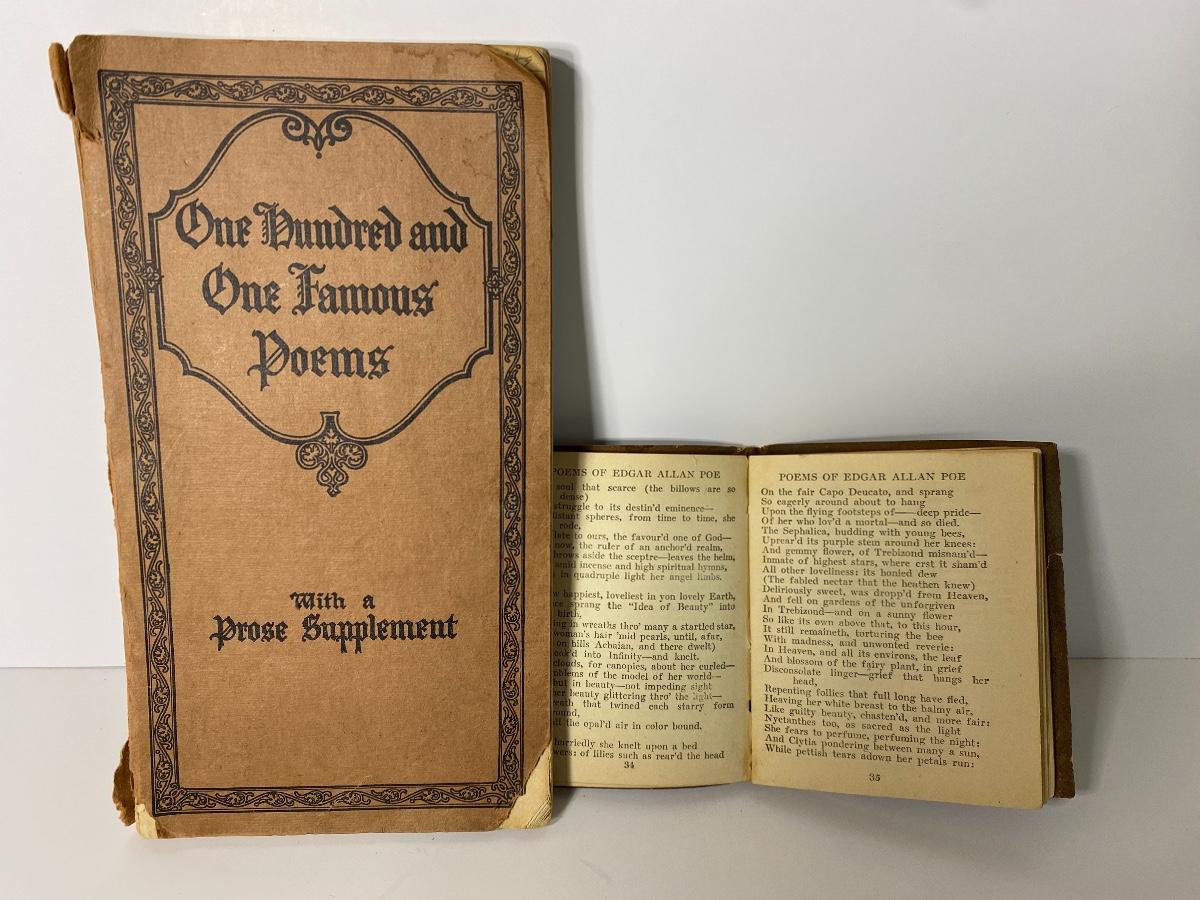 One Hundred and
One Famous
Poems
With a
Prose Supplement
POEMS OF EDGAR ALLAN POE
soul that scarce (the billows are so
dense)
struggle to its destin'd eminence—
distant spheres, from time to time, she
rode,
late to ours, the favour'd one of God—
now, the ruler of an anchor'd realm,
throws aside the sceptre—leaves the helm,
amid incense and high spiritual hymns,
in quadruple light her angel limbs.
happiest, loveliest in yon lovely Earth,
sprang the "Idea of Beauty" into
birth,
in wreaths thro' many a startled star,
woman's hair 'mid pearls, until, afar,
on hills Achaian, and there dwelt)
look'd into Infinity—and knelt.
clouds, for canopies, about her curled—
emblems of the model of her world—
but in beauty—not impeding sight
her beauty glittering thro' the light—
wreath that twined each starry form
around,
all the opal'd air in color bound.
hurriedly she knelt upon a bed
flowers: of lilies such as rear'd the head
34
POEMS OF EDGAR ALLAN POE
On the fair Capo Deucato, and sprang
So eagerly around about to hang
Upon the flying footsteps of——deep pride—
Of her who lov'd a mortal—and so died.
The Sephalica, budding with young bees,
Uprear'd its purple stem around her knees:
And gemmy flower, of Trebizond misnam'd—
Inmate of highest stars, where erst it sham'd
All other loveliness: its honied dew
(The fabled nectar that the heathen knew)
Deliriously sweet, was dropp'd from Heaven,
And fell on gardens of the unforgiven
In Trebizond—and on a sunny flower
So like its own above that, to this hour,
It still remaineth, torturing the bee
With madness, and unwonted reverie:
In Heaven, and all its environs, the leaf
And blossom of the fairy plant, in grief
Disconsolate linger—grief that hangs her
head,
Repenting follies that full long have fled,
Heaving her white breast to the balmy air,
Like guilty beauty, chasten'd, and more fair:
Nyctanthes too, as sacred as the light
She fears to perfume, perfuming the night:
And Clytia pondering between many a sun,
While pettish tears adown her petals run:
35